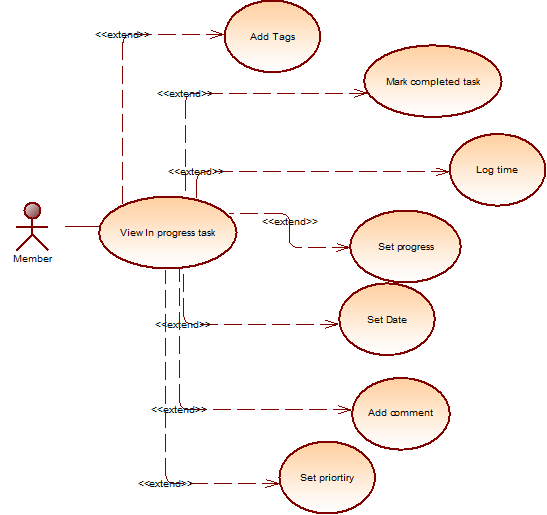 <<extend>>
Add Tags
Mark completed task
<<extend>>
<<extend>>
Log time
View In progress task
<<extend>>
Set progress
Member
Set Date
<<extend>>
<<extend>>
Add comment
Set priortiry
<<extend>>